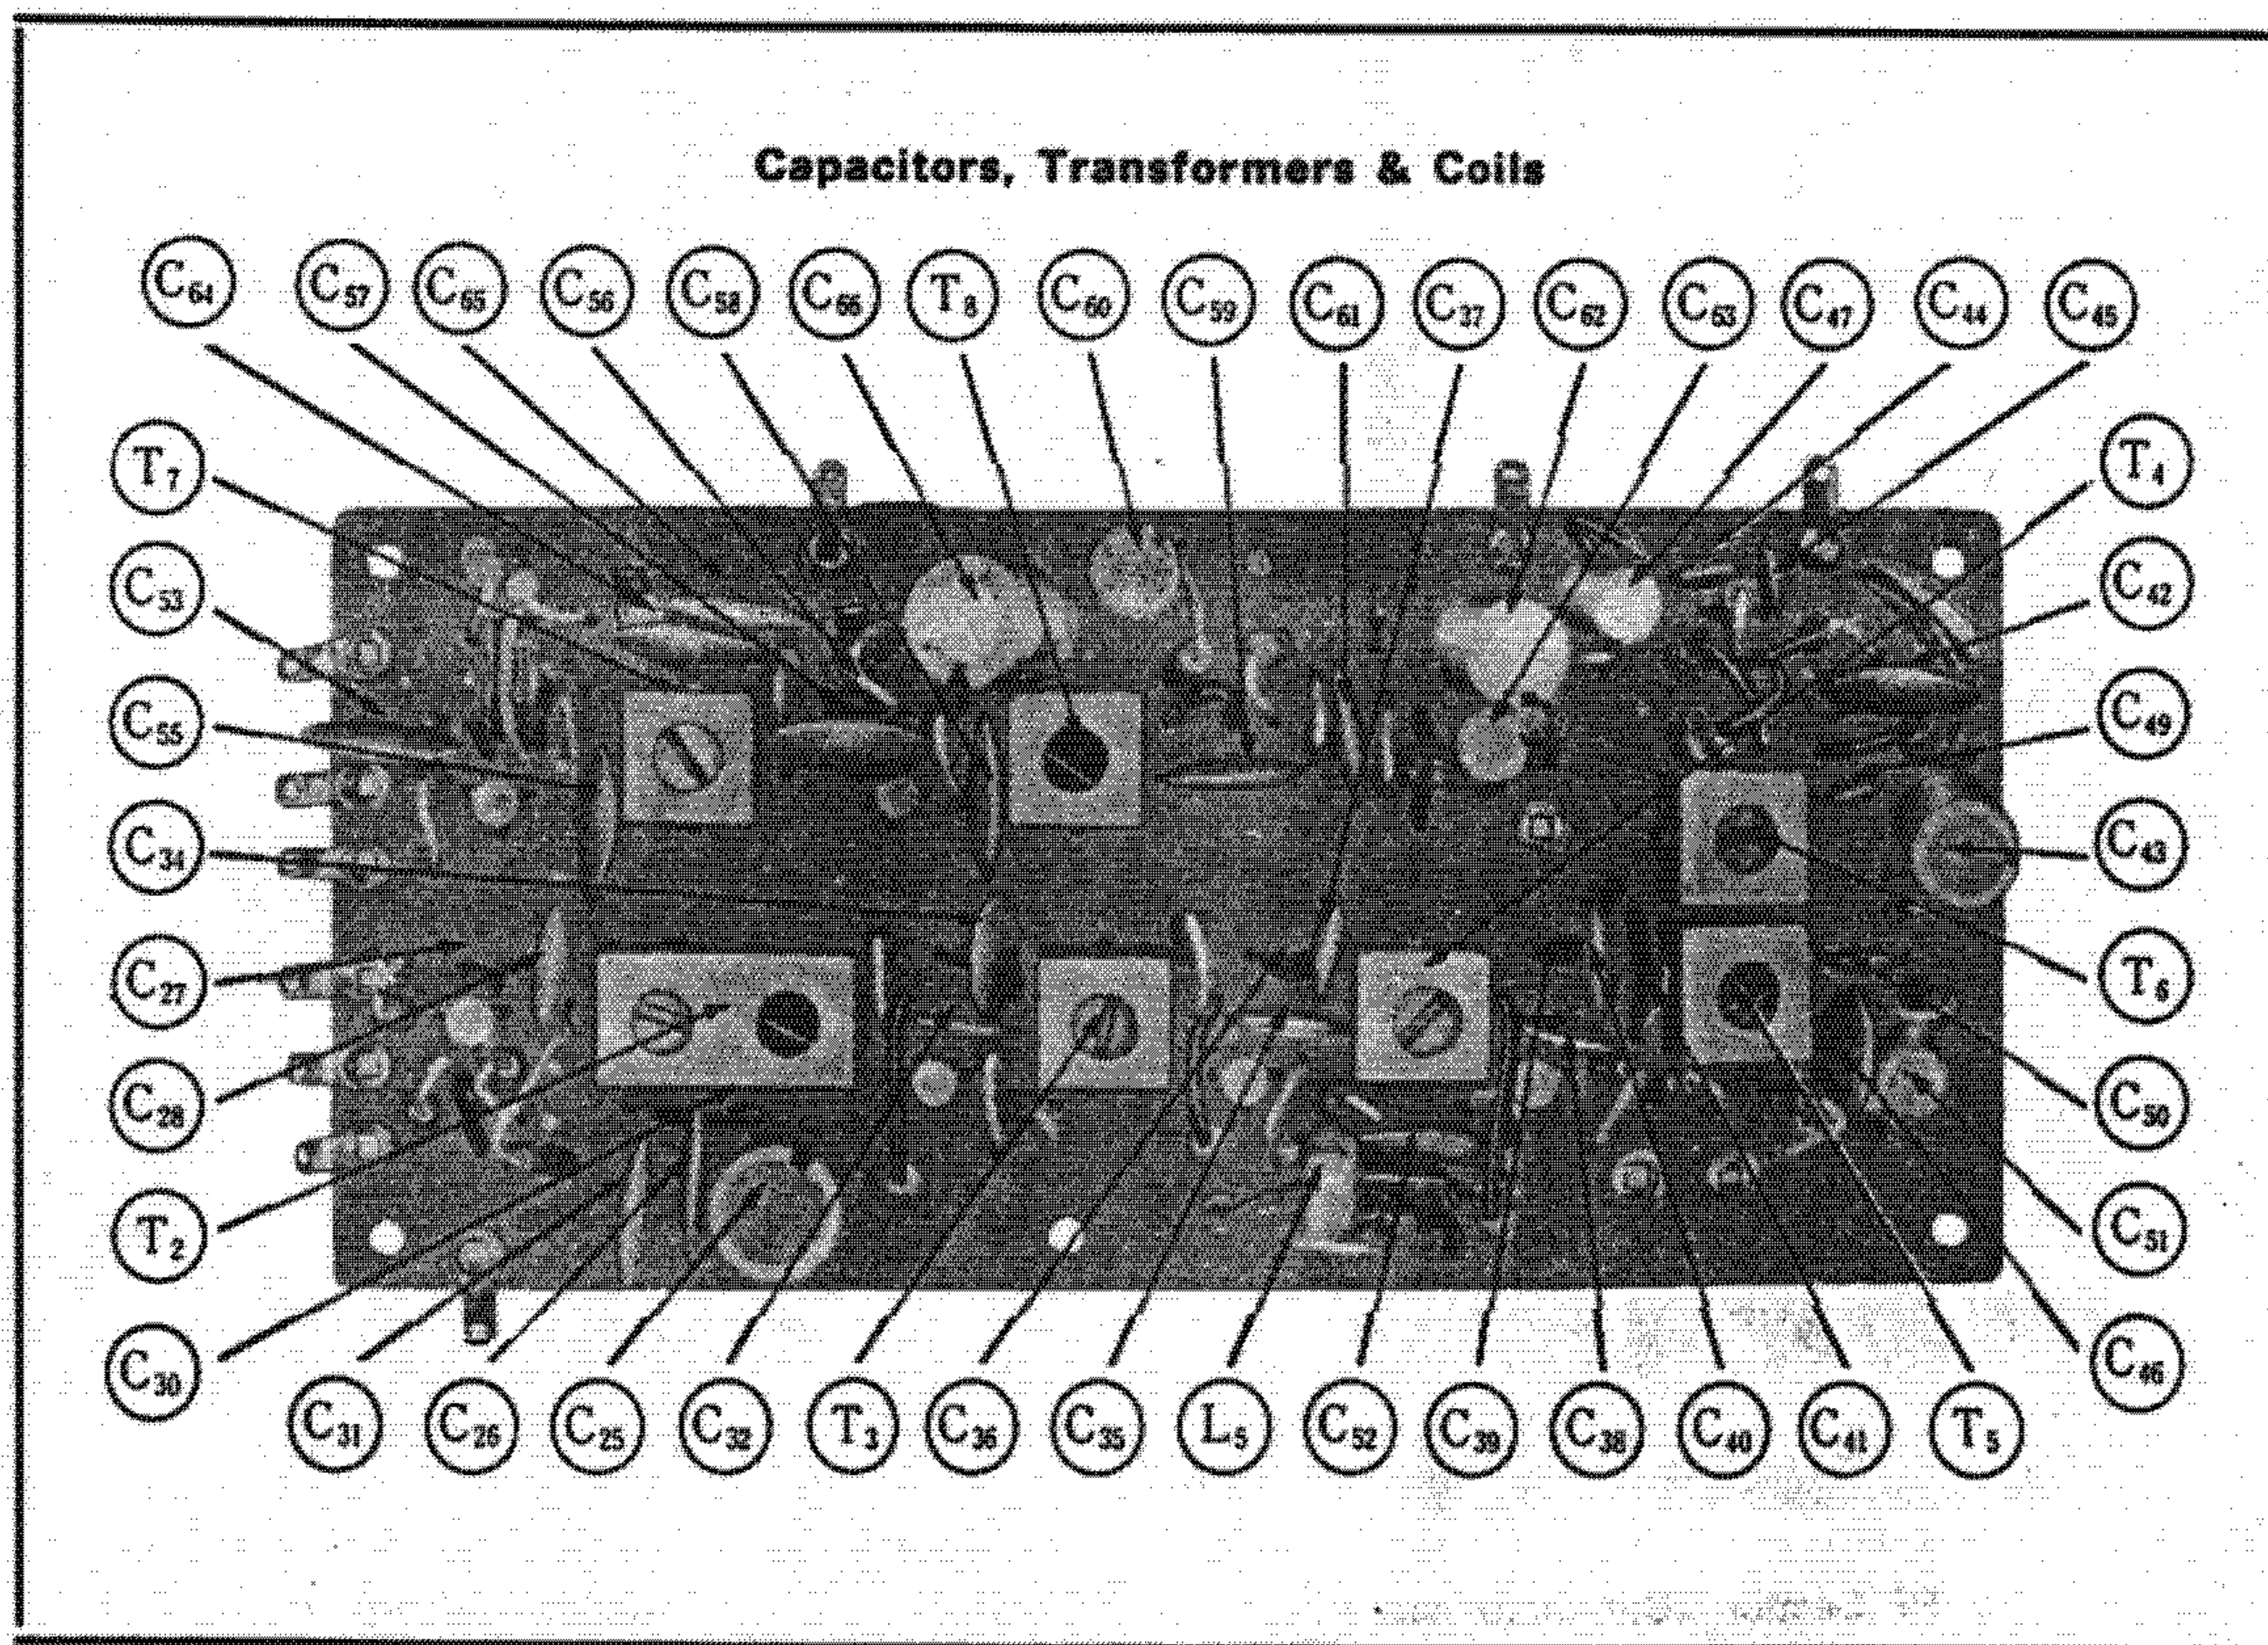 Capacitors, Transformers & Coils
C64 C57 C65 C56 C58 C66 T8 C60 C59 C61 C37 C62 C63 C47 C44 C45
T7 T4
C53 C42
C55 C49
C34 C43
C27 T6
C28 C50
T2 C51
C30 C46
C31 C26 C25 C32 T3 C36 C35 L5 C52 C39 C38 C40 C41 T5